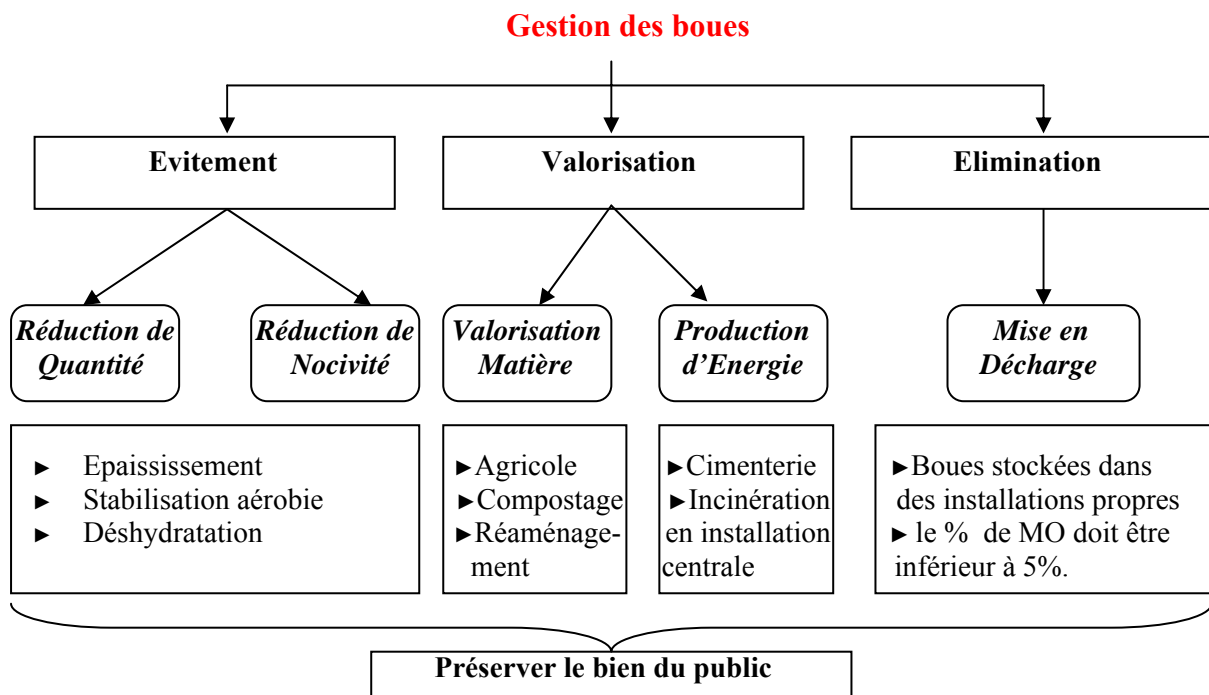 Gestion des boues
Evitement
Valorisation
Elimination
Réduction de
Quantité
Réduction de
Nocivité
Valorisation
Matière
Production
d’Energie
Mise en
Décharge
► Epaississement
► Stabilisation aérobie
► Déshydratation
►Agricole
►Compostage
►Réaménage-
ment
►Cimenterie
►Incinération
en installation
centrale
►Boues stockées dans
des installations propres
► le % de MO doit être
inférieur à 5%.
Préserver le bien du public